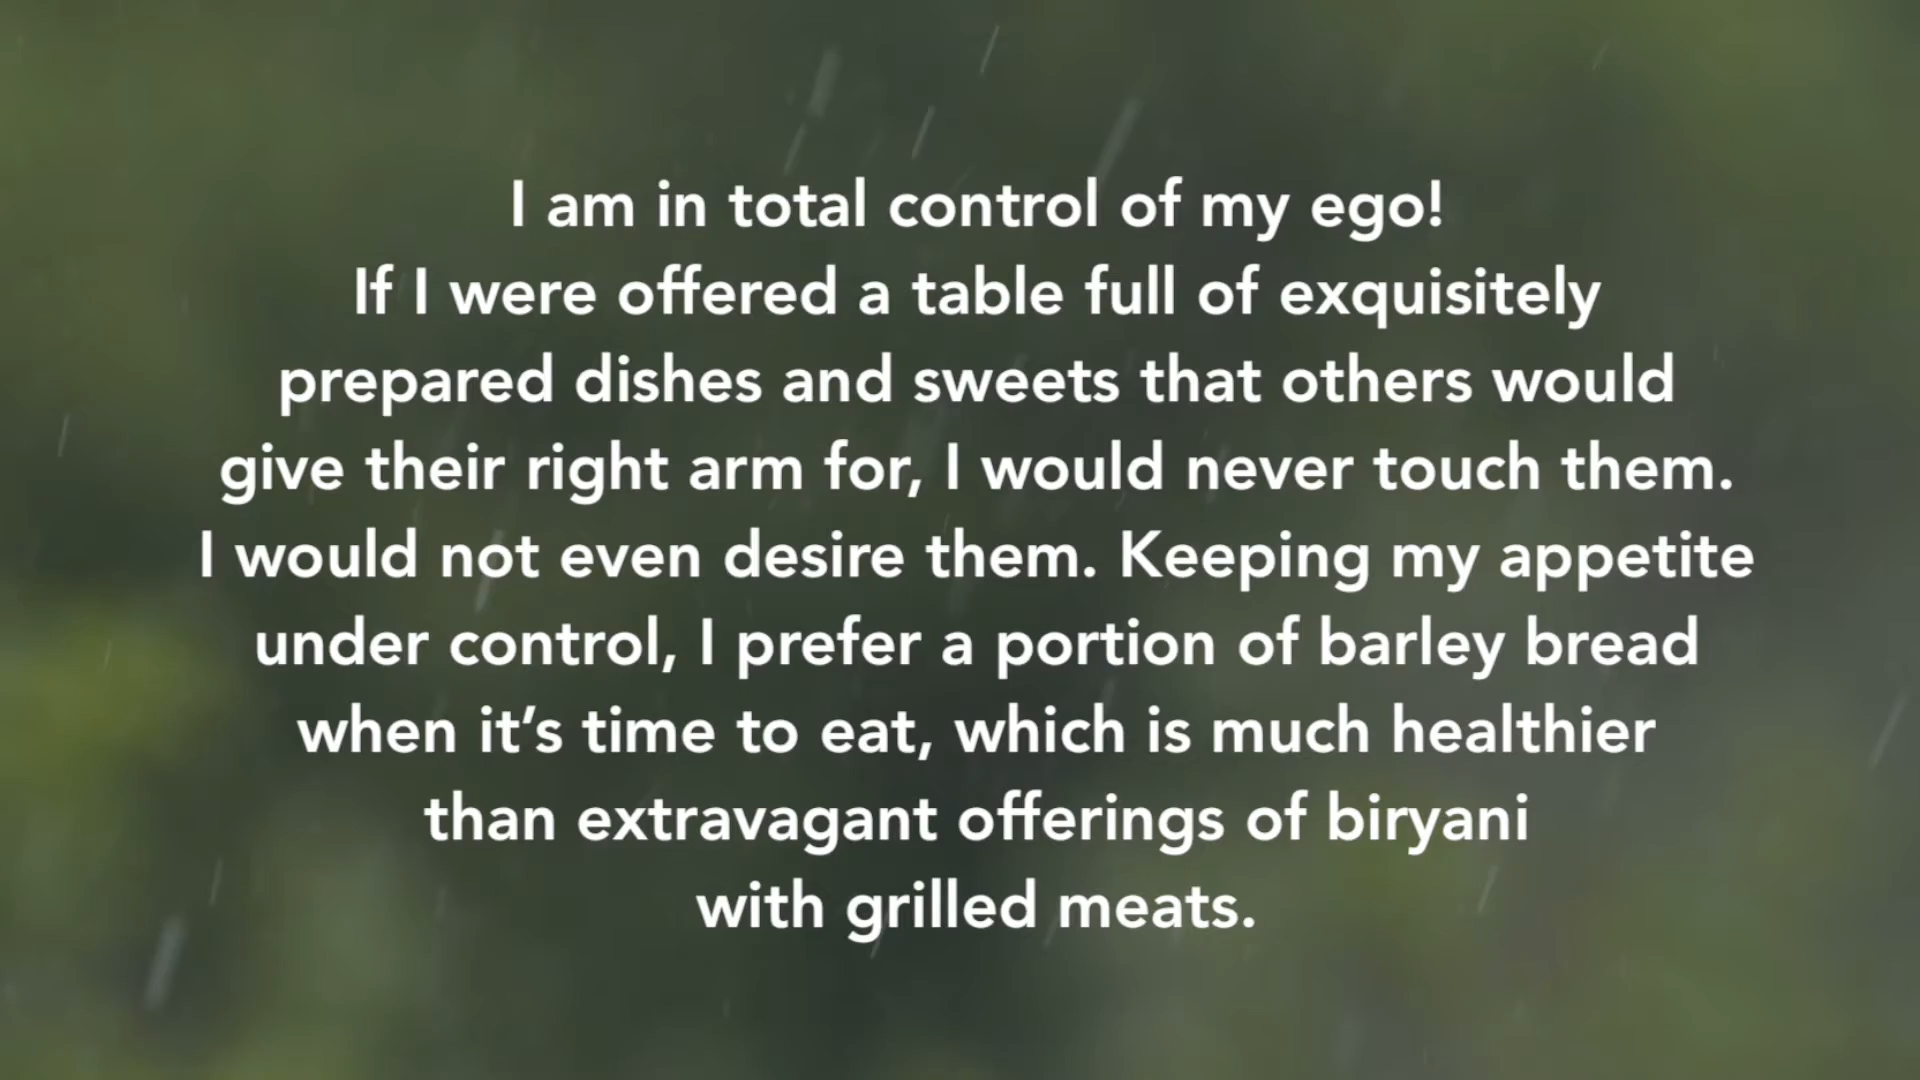 I am in total control of my ego!
If I were offered a table full of exquisitely
prepared dishes and sweets that others would
give their right arm for, I would never touch them.
I would not even desire them. Keeping my appetite
under control, I prefer a portion of barley bread
when it’s time to eat, which is much healthier
than extravagant offerings of biryani
with grilled meats.